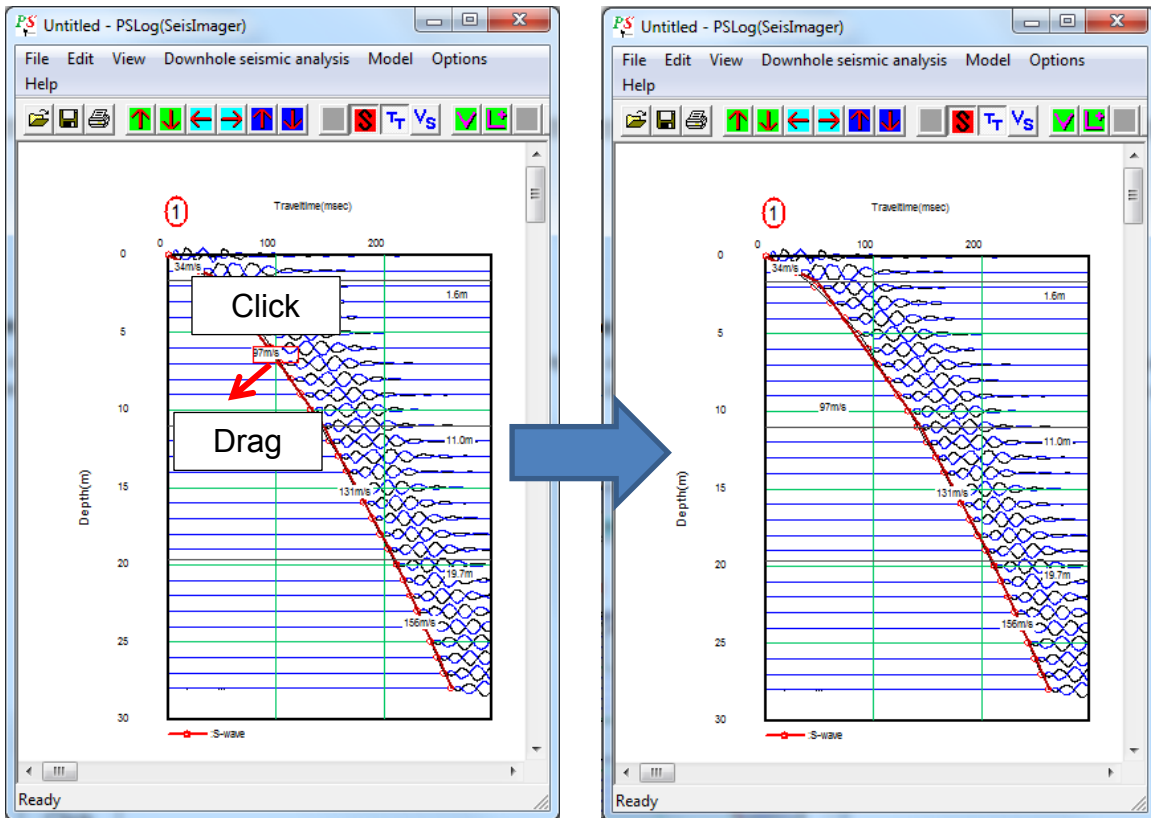 Untitled - PSLog(SeisImager)
File Edit View Downhole seismic analysis Model Options
Help
S TT Vs
1
Traveltime(msec)
0 100 200
0
34m/s
1.6m
Click
5
97m/s
10
Drag
11.0m
15
131m/s
Depth(m)
20
19.7m
156m/s
25
30
:S-wave
Ready
Untitled - PSLog(SeisImager)
File Edit View Downhole seismic analysis Model Options
Help
S TT Vs
1
Traveltime(msec)
0 100 200
0
34m/s
1.6m
5
97m/s
10
11.0m
15
131m/s
Depth(m)
20
19.7m
156m/s
25
30
:S-wave
Ready